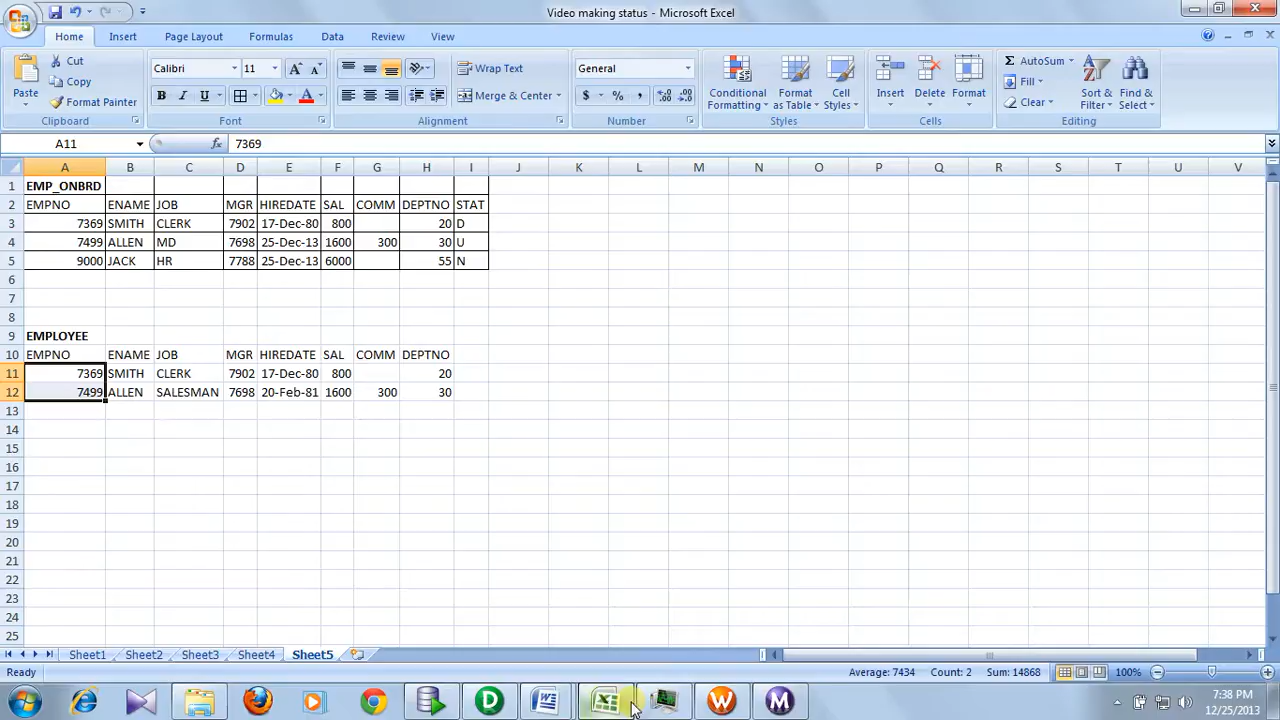 Video making status - Microsoft Excel
Home Insert Page Layout Formulas Data Review View
Paste Cut Copy Format Painter Clipboard
Calibri 11 B I U A Font
Wrap Text Merge & Center Alignment
General $ % , Number
Conditional Formatting Format as Table Cell Styles Styles
Insert Delete Format Cells
Σ AutoSum Fill Clear Sort & Filter Find & Select Editing
A11 fx 7369
A B C D E F G H I J K L M N O P Q R S T U V
1 EMP_ONBRD
2 EMPNO ENAME JOB MGR HIREDATE SAL COMM DEPTNO STAT
3 7369 SMITH CLERK 7902 17-Dec-80 800 20 D
4 7499 ALLEN MD 7698 25-Dec-13 1600 300 30 U
5 9000 JACK HR 7788 25-Dec-13 6000 55 N
6
7
8
9 EMPLOYEE
10 EMPNO ENAME JOB MGR HIREDATE SAL COMM DEPTNO
11 7369 SMITH CLERK 7902 17-Dec-80 800 20
12 7499 ALLEN SALESMAN 7698 20-Feb-81 1600 300 30
13
14
15
16
17
18
19
20
21
22
23
24
25
Sheet1 Sheet2 Sheet3 Sheet4 Sheet5
Ready Average: 7434 Count: 2 Sum: 14868 100%
D W M
7:38 PM
12/25/2013